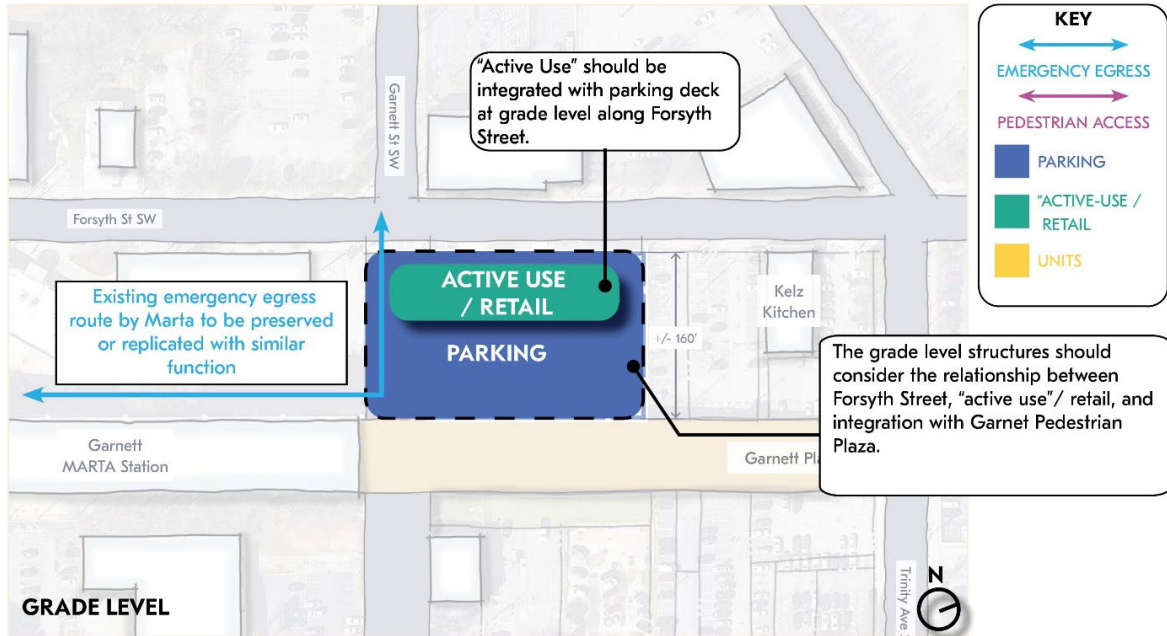 KEY
EMERGENCY EGRESS
PEDESTRIAN ACCESS
PARKING
"ACTIVE-USE /
RETAIL
UNITS
"Active Use" should be
integrated with parking deck
at grade level along Forsyth
Street.
Garnett St SW
Forsyth St SW
Existing emergency egress
route by Marta to be preserved
or replicated with similar
function
ACTIVE USE
/ RETAIL
PARKING
+/- 160'
Kelz
Kitchen
The grade level structures should
consider the relationship between
Forsyth Street, "active use"/ retail, and
integration with Garnet Pedestrian
Plaza.
Garnett
MARTA Station
Garnett Pla
Trinity Ave S
N
GRADE LEVEL